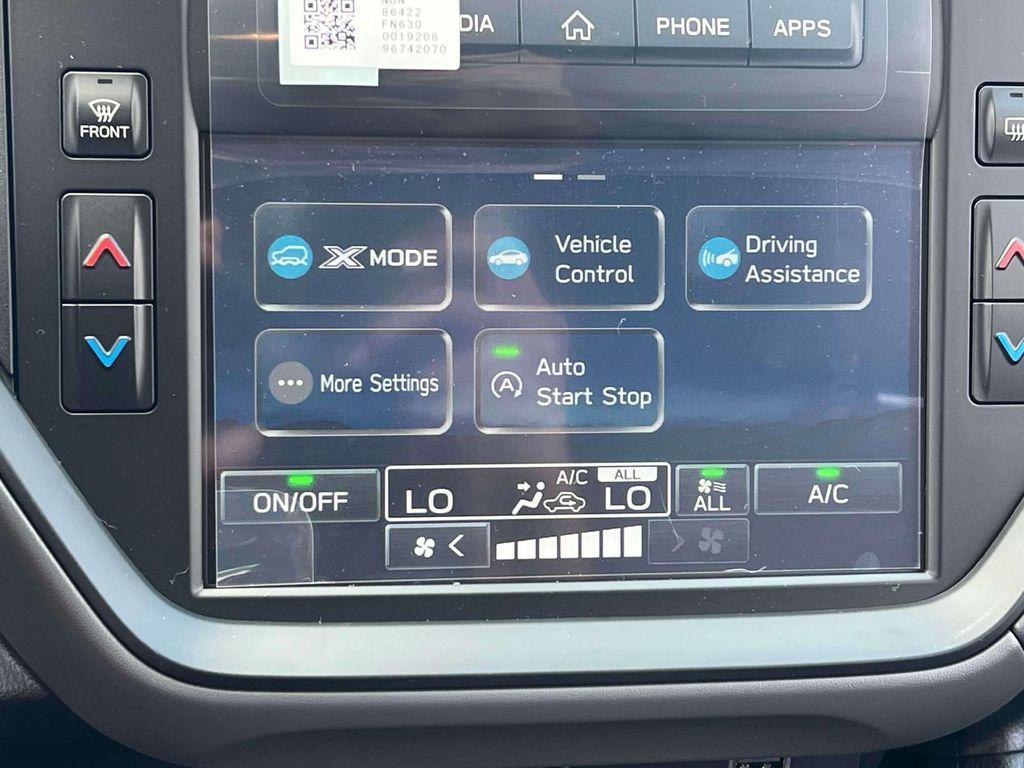 86422
FN630
0019208
96742070
DIA
PHONE
APPS
FRONT
X MODE
Vehicle
Control
Driving
Assistance
More Settings
A
Auto
Start Stop
ON/OFF
LO
A/C
ALL
LO
ALL
A/C